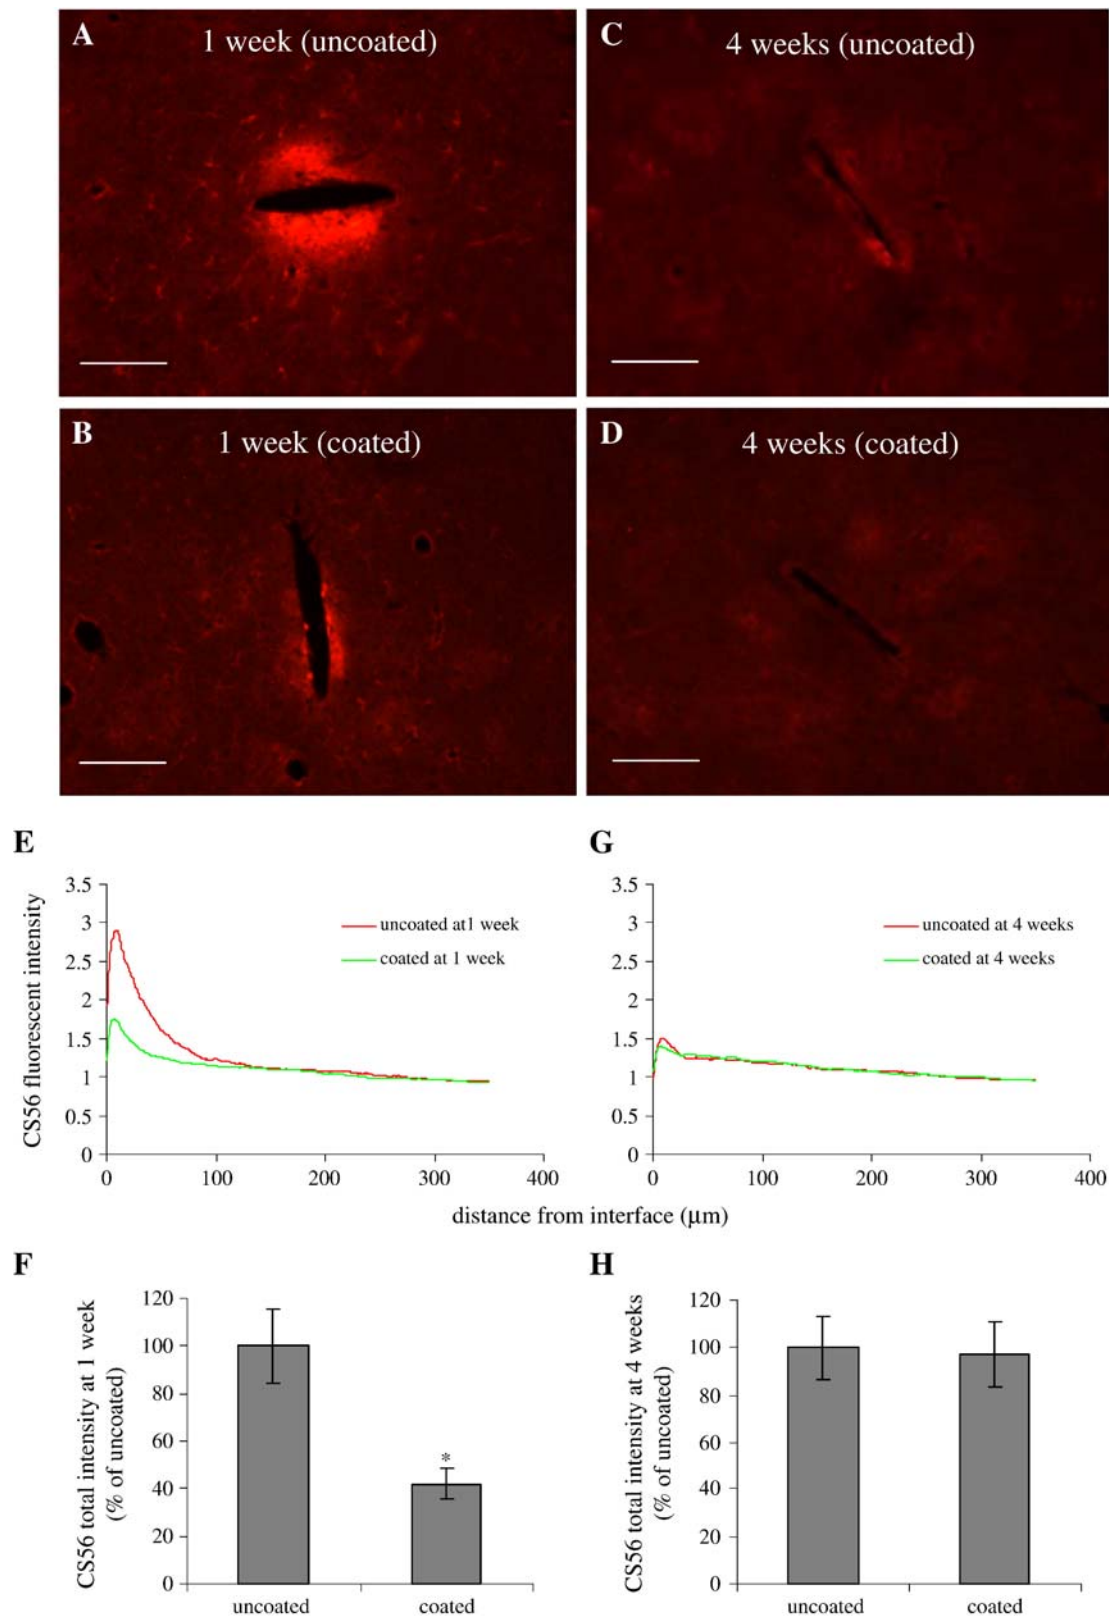 A
1 week (uncoated)
C
4 weeks (uncoated)
B
1 week (coated)
D
4 weeks (coated)
E
CS56 fluorescent intensity
3.5
3
2.5
2
1.5
1
0.5
0
0
100
200
300
400
uncoated at1 week
coated at 1 week
G
3.5
3
2.5
2
1.5
1
0.5
0
0
100
200
300
400
uncoated at 4 weeks
coated at 4 weeks
distance from interface (µm)
F
CS56 total intensity at 1 week
(% of uncoated)
120
100
80
60
40
20
0
*
uncoated
coated
H
CS56 total intensity at 4 weeks
(% of uncoated)
120
100
80
60
40
20
0
uncoated
coated